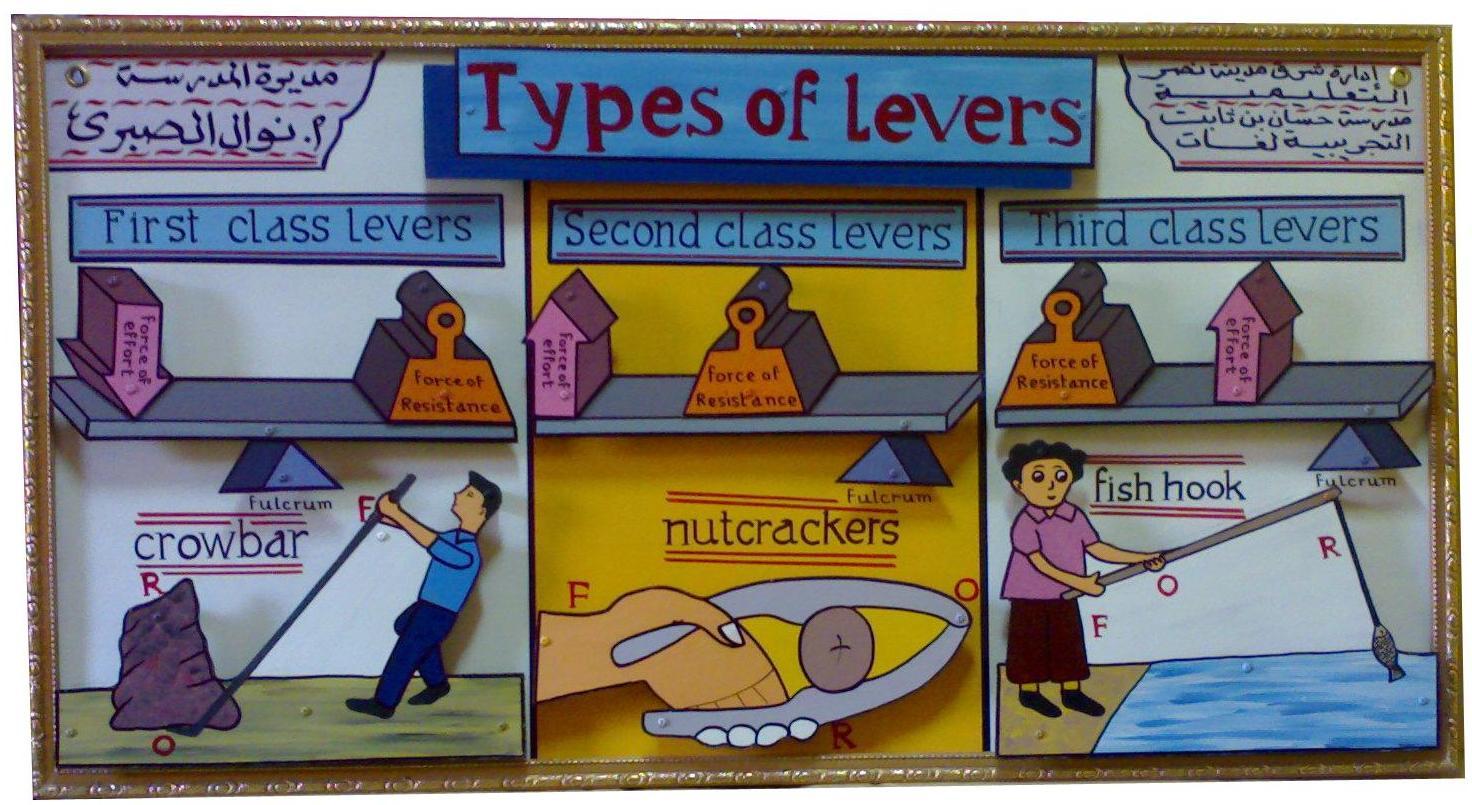 مديرة المدرسة
أ. نوال الصبرى
Types of levers
إدارة شرق مدينة نصر
التعليمية
مدرسة حسان بن ثابت
التجريبية لغات
First class levers
force of
effort
force of
Resistance
Fulcrum
crowbar
F
R
O
Second class levers
force of
effort
force of
Resistance
Fulcrum
nutcrackers
F
O
R
Third class levers
force of
Resistance
force of
effort
Fulcrum
fish hook
R
O
F